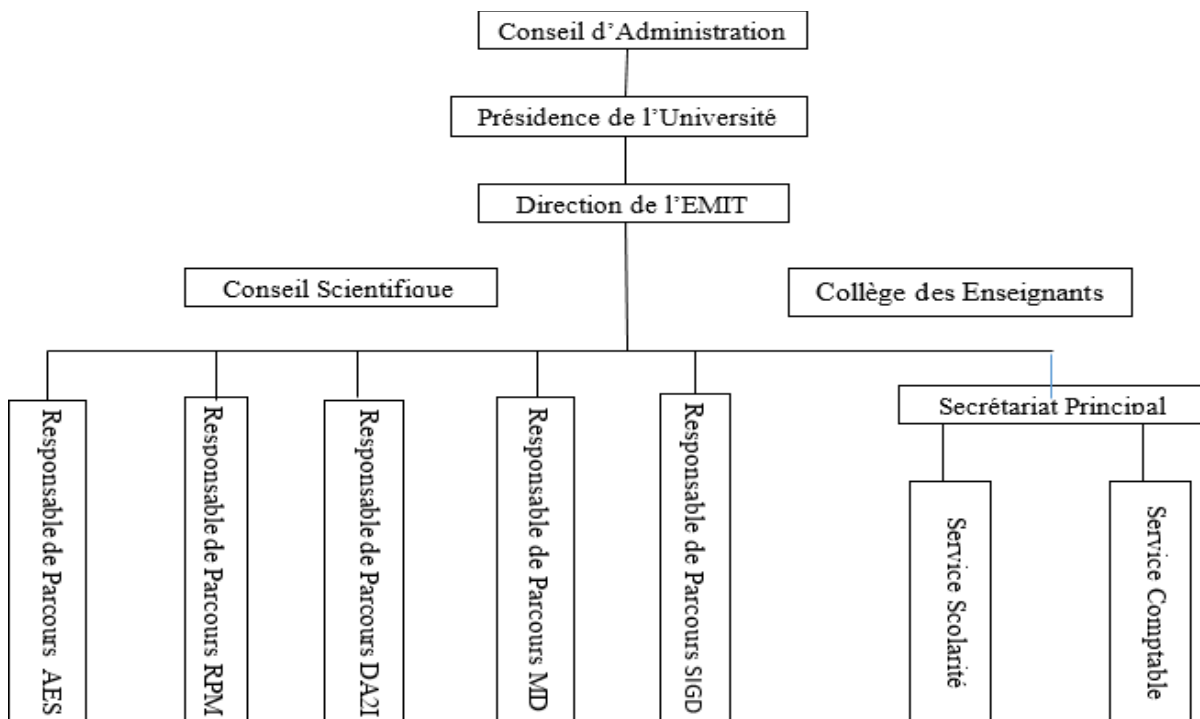 Conseil d'Administration
Présidence de l'Université
Direction de l'EMIT
Conseil Scientifique
Collège des Enseignants
Responsable de Parcours AES
Responsable de Parcours RPM
Responsable de Parcours DA2I
Responsable de Parcours MD
Responsable de Parcours SIGD
Secrétariat Principal
Service Scolarité
Service Comptable